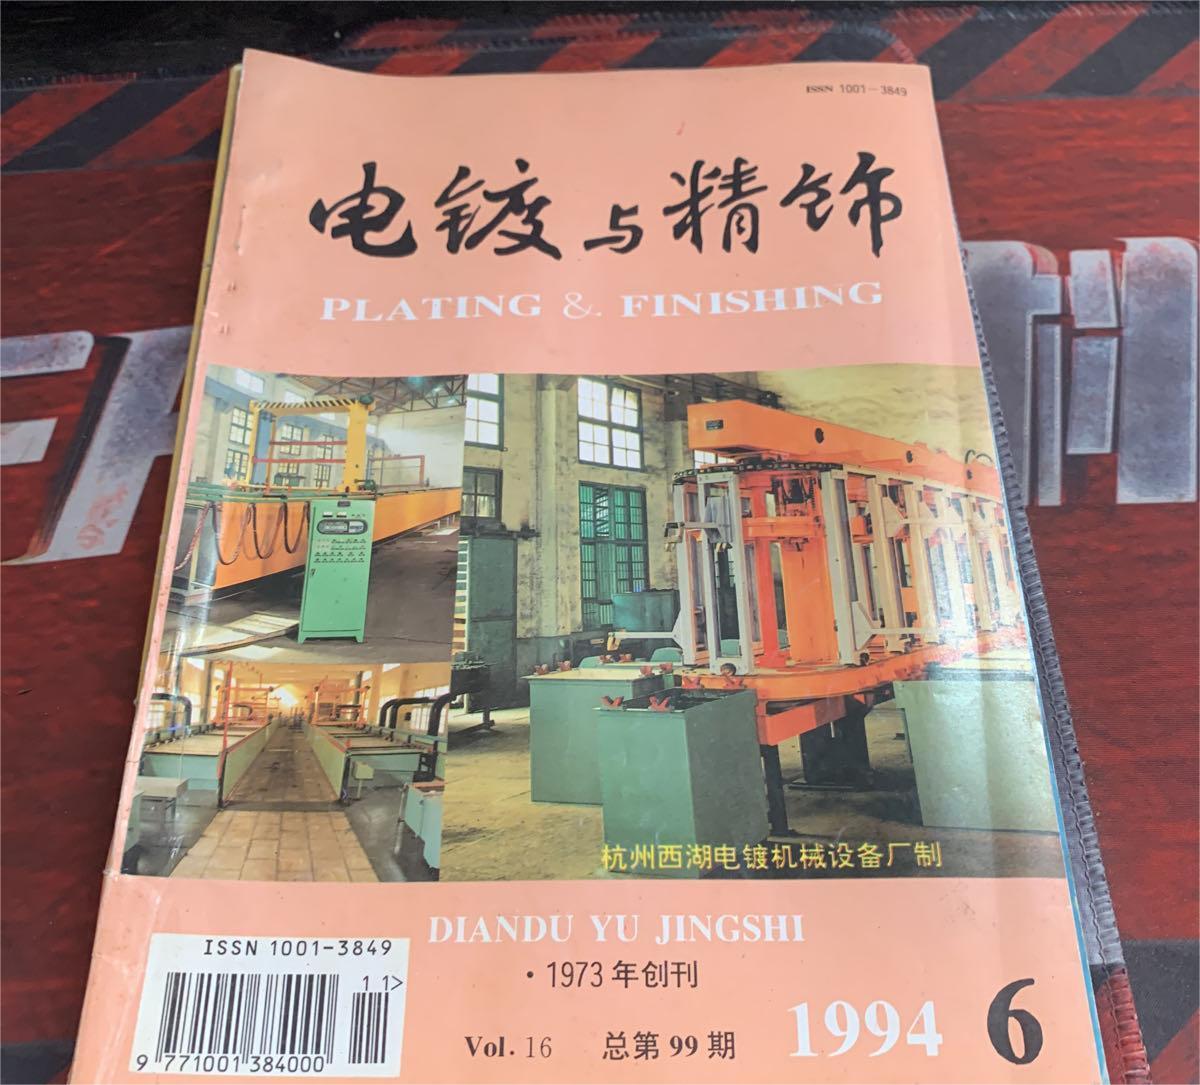 ISSN 1001-3849
电镀与精饰
PLATING & FINISHING
杭州西湖电镀机械设备厂制
DIANDU YU JINGSHI
·1973年创刊
Vol. 16 总第99期 1994 6
ISSN 1001-3849
11>
9 771001 384000